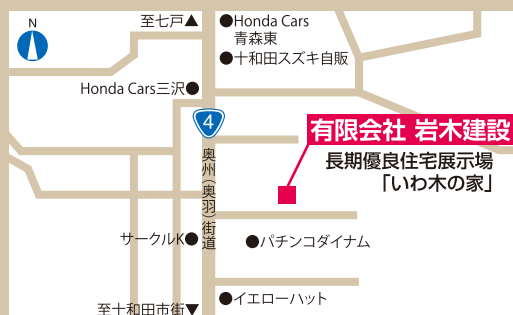 N
至七戸▲
●Honda Cars
青森東
●十和田スズキ自販
Honda Cars三沢●
4
有限会社 岩木建設
長期優良住宅展示場
「いわ木の家」
奥州(奥羽)街道
サークルK●
●パチンコダイナム
●イエローハット
至十和田市街▼